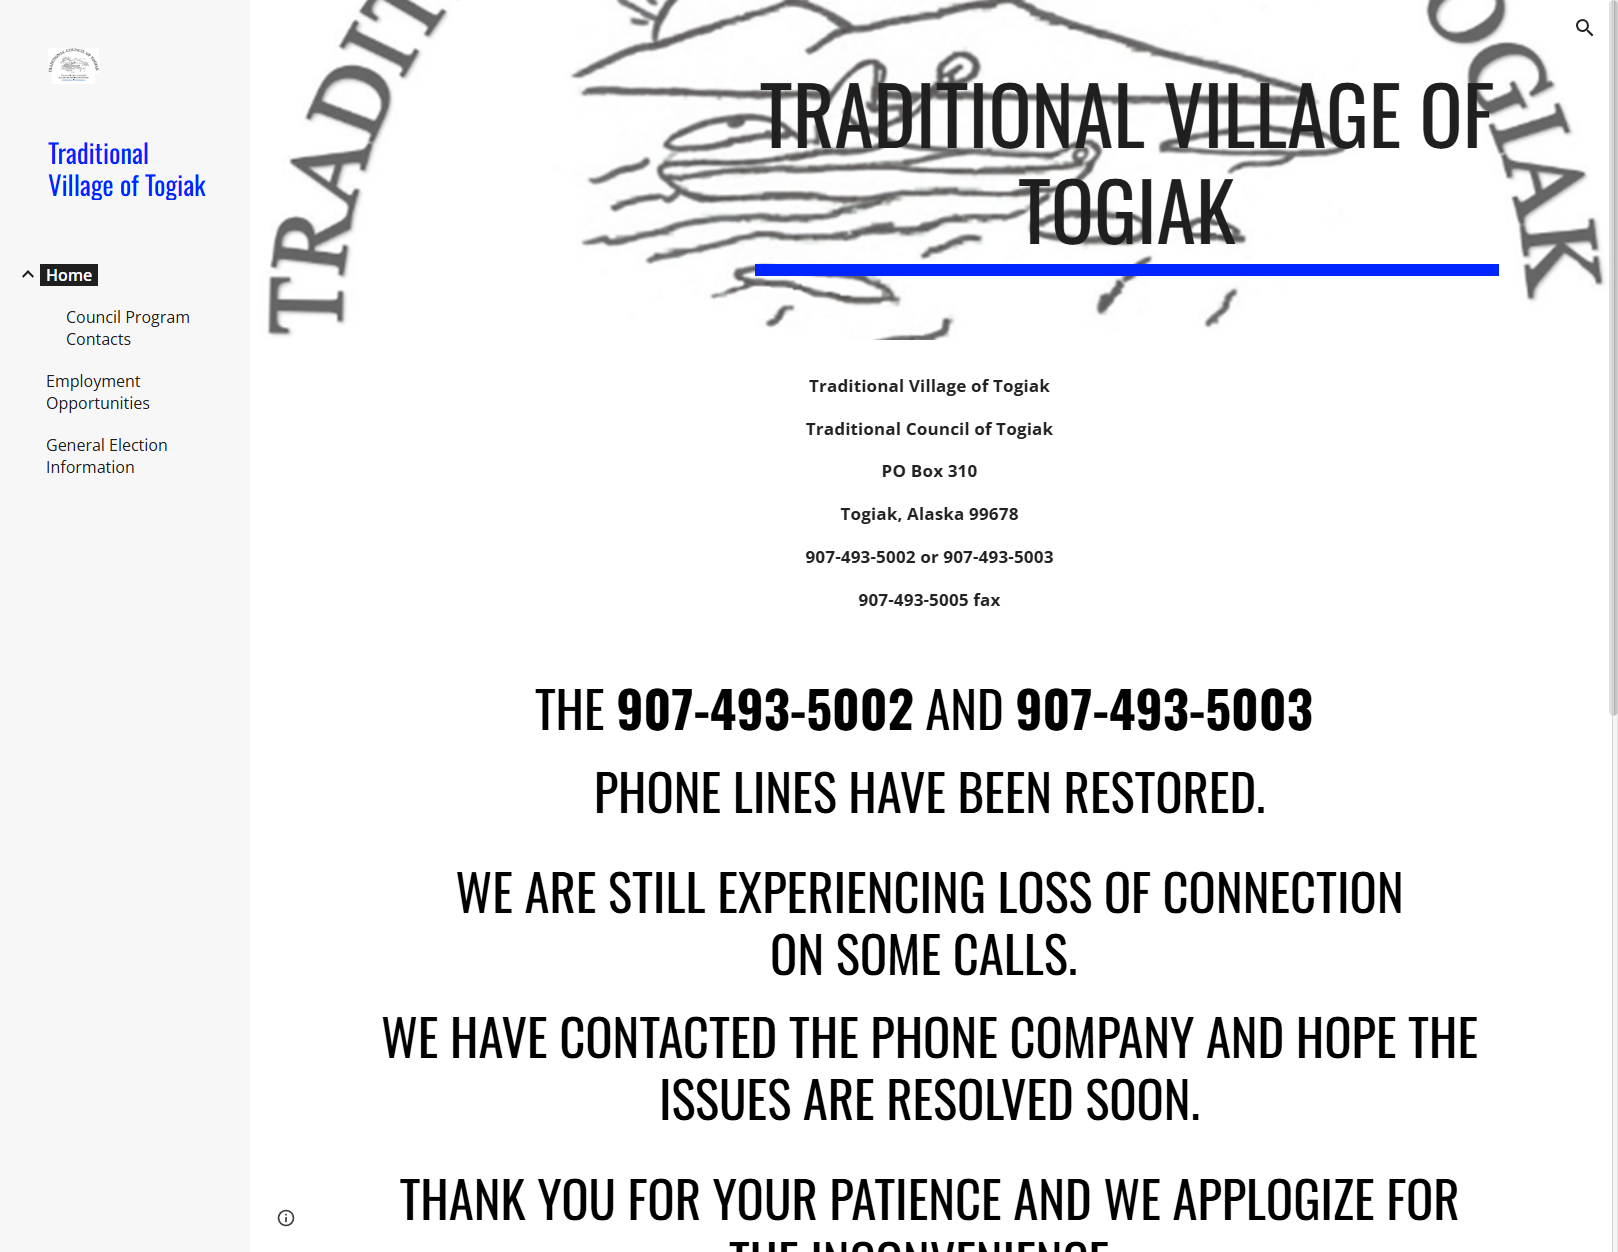 Traditional
Village of Togiak
Home
Council Program
Contacts
Employment
Opportunities
General Election
Information
TRADITIONAL VILLAGE OF
TOGIAK
Traditional Village of Togiak
Traditional Council of Togiak
PO Box 310
Togiak, Alaska 99678
907-493-5002 or 907-493-5003
907-493-5005 fax
THE 907-493-5002 AND 907-493-5003
PHONE LINES HAVE BEEN RESTORED.
WE ARE STILL EXPERIENCING LOSS OF CONNECTION
ON SOME CALLS.
WE HAVE CONTACTED THE PHONE COMPANY AND HOPE THE
ISSUES ARE RESOLVED SOON.
THANK YOU FOR YOUR PATIENCE AND WE APPLOGIZE FOR
THE INCONVENIENCE